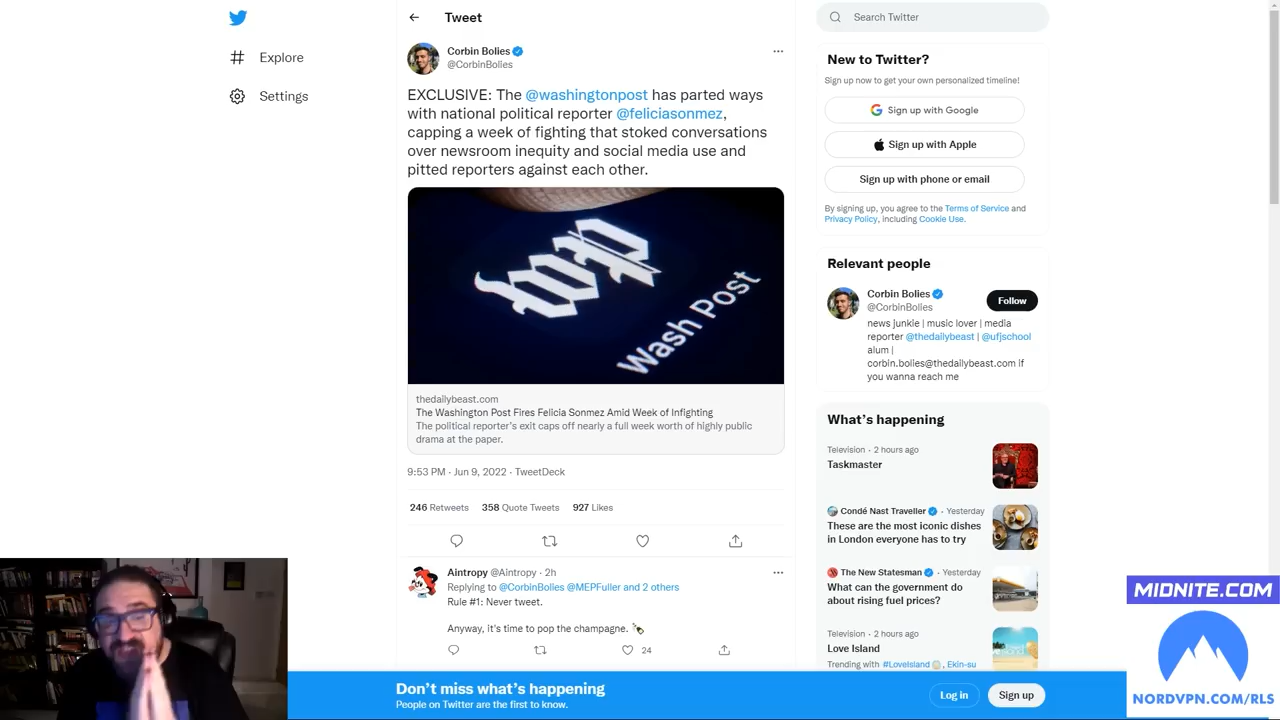 Explore
Settings
Tweet
Corbin Bolies
@CorbinBolies
EXCLUSIVE: The @washingtonpost has parted ways
with national political reporter @feliciasonmez,
capping a week of fighting that stoked conversations
over newsroom inequity and social media use and
pitted reporters against each other.
wp
Wash Post
thedailybeast.com
The Washington Post Fires Felicia Sonmez Amid Week of Infighting
The political reporter's exit caps off nearly a full week worth of highly public
drama at the paper.
9:53 PM · Jun 9, 2022 · TweetDeck
246 Retweets 358 Quote Tweets 927 Likes
Aintropy @Aintropy · 2h
Replying to @CorbinBolies @MEPFuller and 2 others
Rule #1: Never tweet.
Anyway, it's time to pop the champagne.
24
Search Twitter
New to Twitter?
Sign up now to get your own personalized timeline!
Sign up with Google
Sign up with Apple
Sign up with phone or email
By signing up, you agree to the Terms of Service and
Privacy Policy, including Cookie Use.
Relevant people
Corbin Bolies
@CorbinBolies
Follow
news junkie | music lover | media
reporter @thedailybeast | @ufjschool
alum |
corbin.bolies@thedailybeast.com if
you wanna reach me
What's happening
Television · 2 hours ago
Taskmaster
Condé Nast Traveller · Yesterday
These are the most iconic dishes
in London everyone has to try
The New Statesman · Yesterday
What can the government do
about rising fuel prices?
Television · 2 hours ago
Love Island
Trending with #LoveIsland, Ekin-su
Don't miss what's happening
People on Twitter are the first to know.
Log in
Sign up
MIDNITE.COM
NORDVPN.COM/RLS